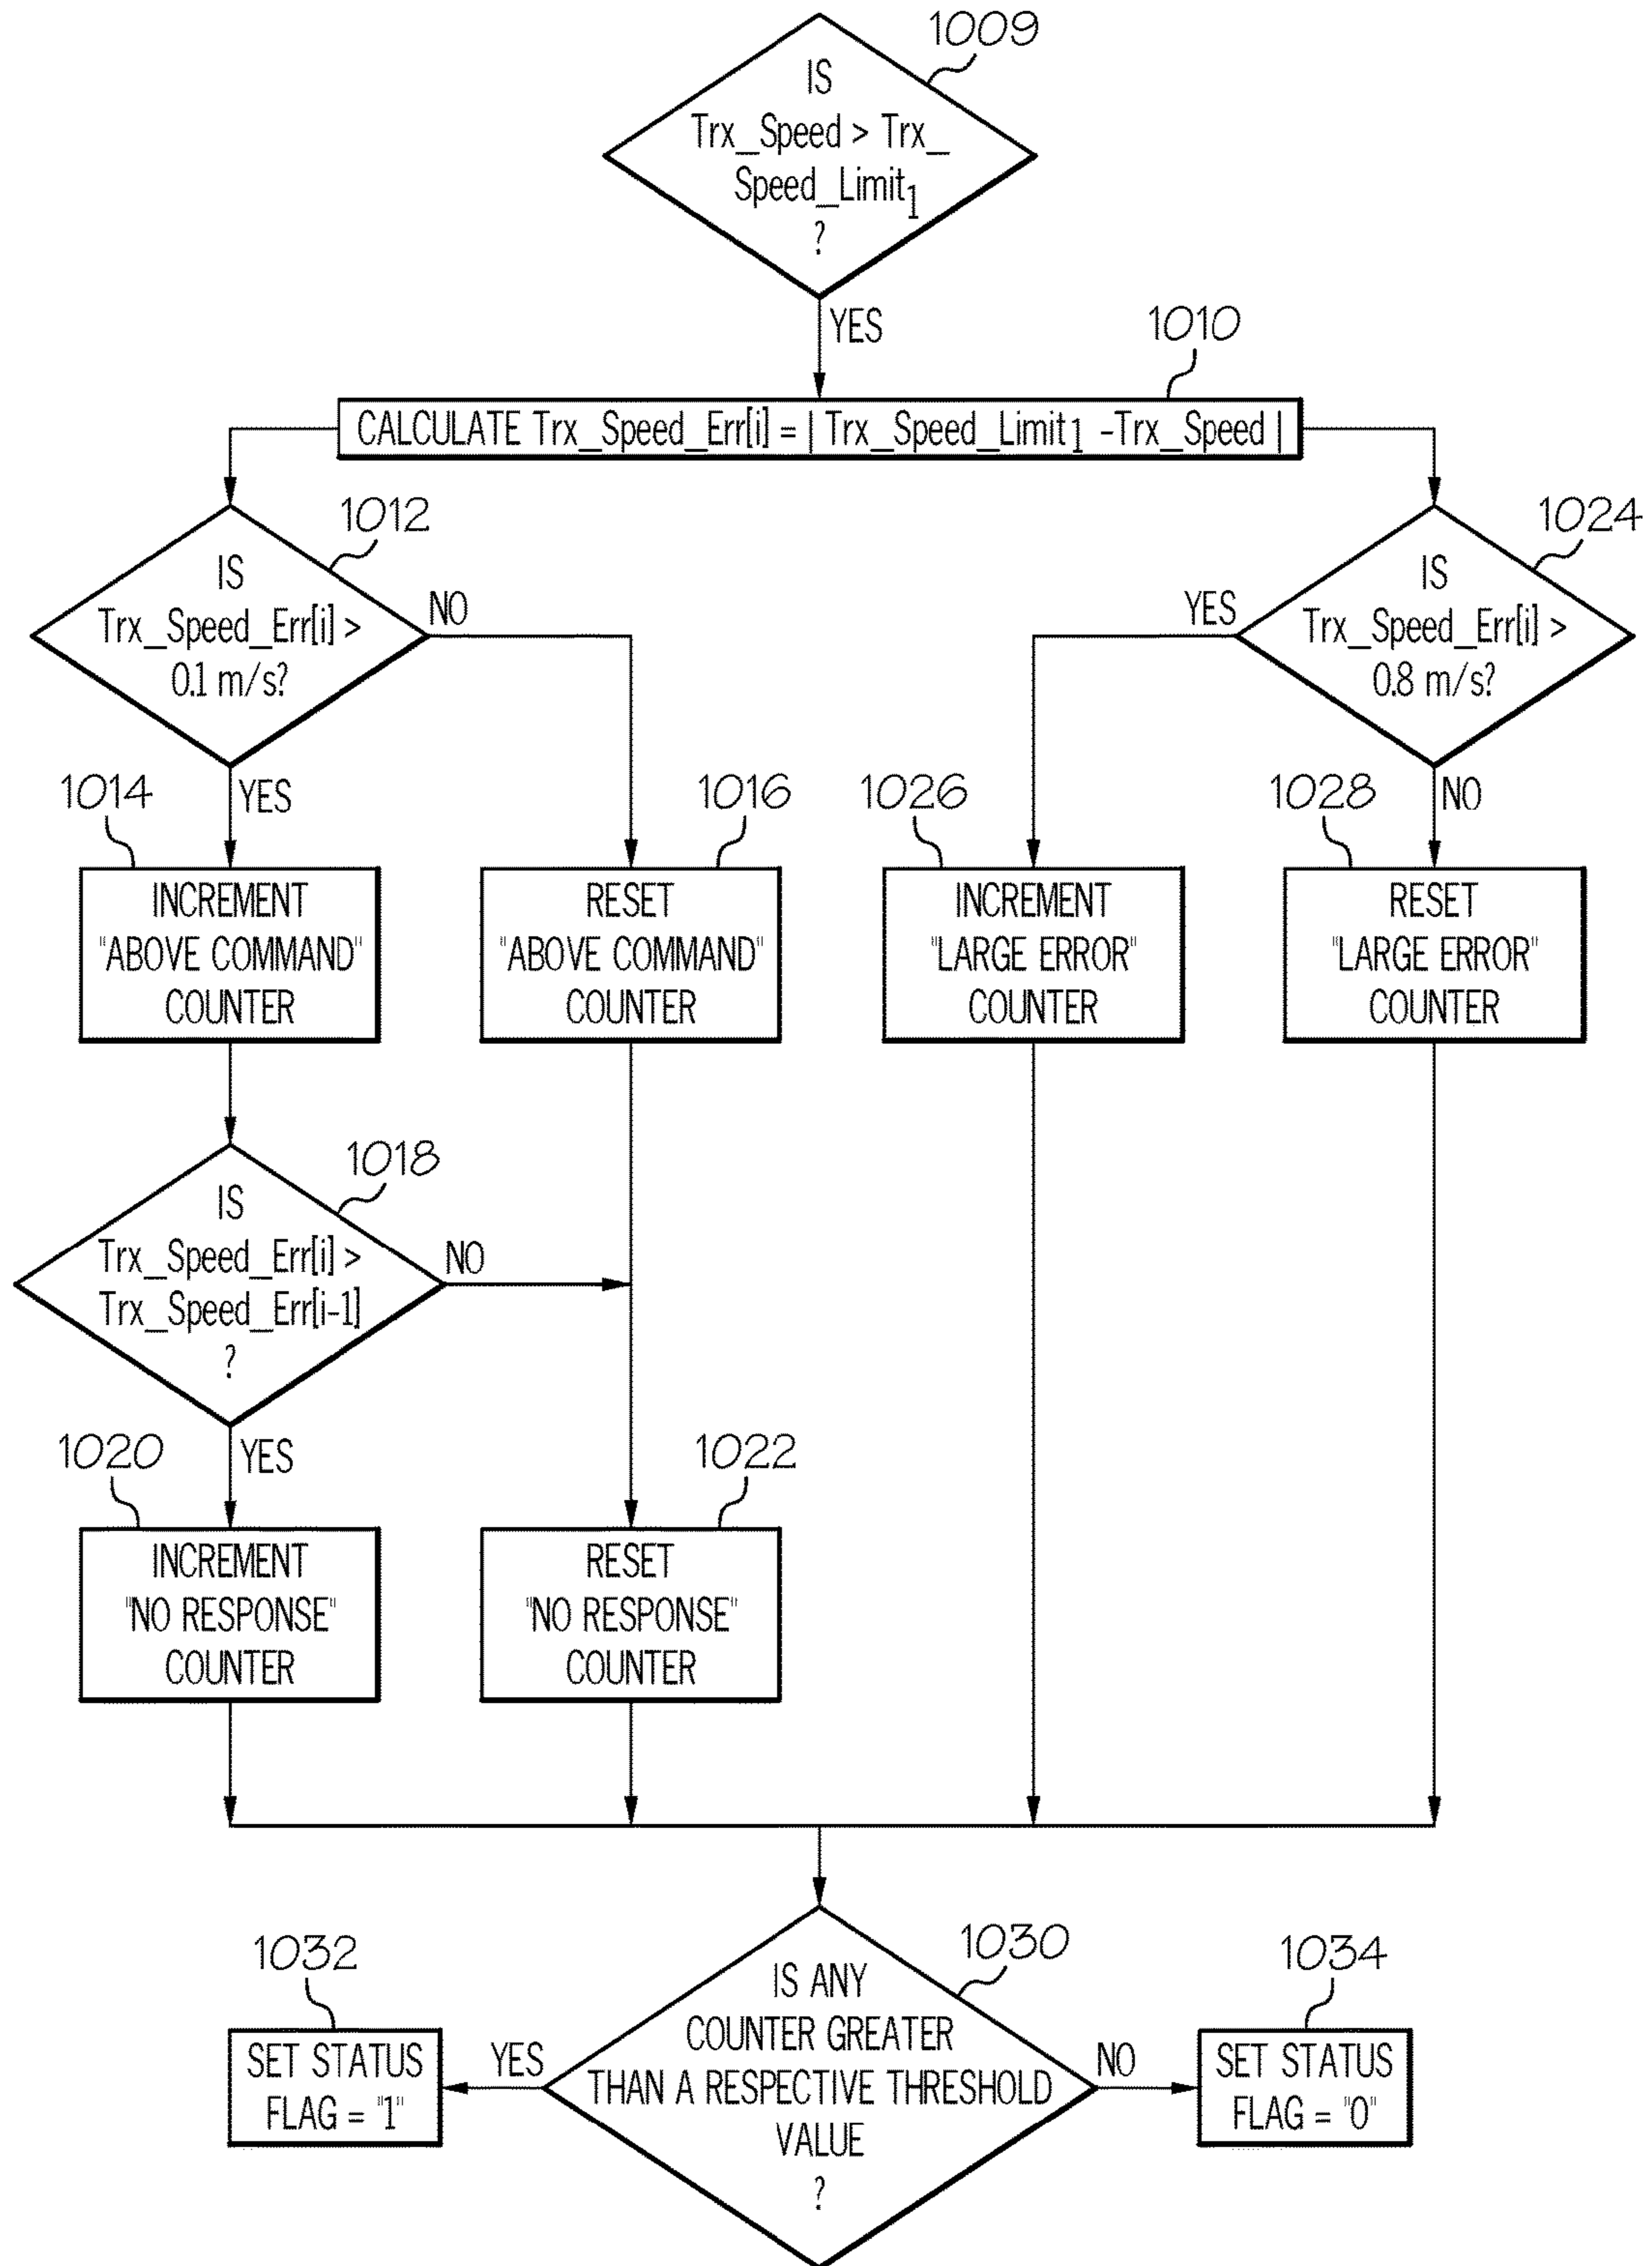 1009
IS
Trx_Speed > Trx_
Speed_Limit1
?
YES
1010
CALCULATE Trx_Speed_Err[i] = | Trx_Speed_Limit1 -Trx_Speed |
1012
IS
Trx_Speed_Err[i] >
0.1 m/s?
NO
YES
1024
IS
Trx_Speed_Err[i] >
0.8 m/s?
YES
NO
1014
INCREMENT
"ABOVE COMMAND"
COUNTER
1016
RESET
"ABOVE COMMAND"
COUNTER
1026
INCREMENT
"LARGE ERROR"
COUNTER
1028
RESET
"LARGE ERROR"
COUNTER
1018
IS
Trx_Speed_Err[i] >
Trx_Speed_Err[i-1]
?
NO
YES
1020
INCREMENT
"NO RESPONSE"
COUNTER
1022
RESET
"NO RESPONSE"
COUNTER
1030
IS ANY
COUNTER GREATER
THAN A RESPECTIVE THRESHOLD
VALUE
?
YES
NO
1032
SET STATUS
FLAG = "1"
1034
SET STATUS
FLAG = "0"